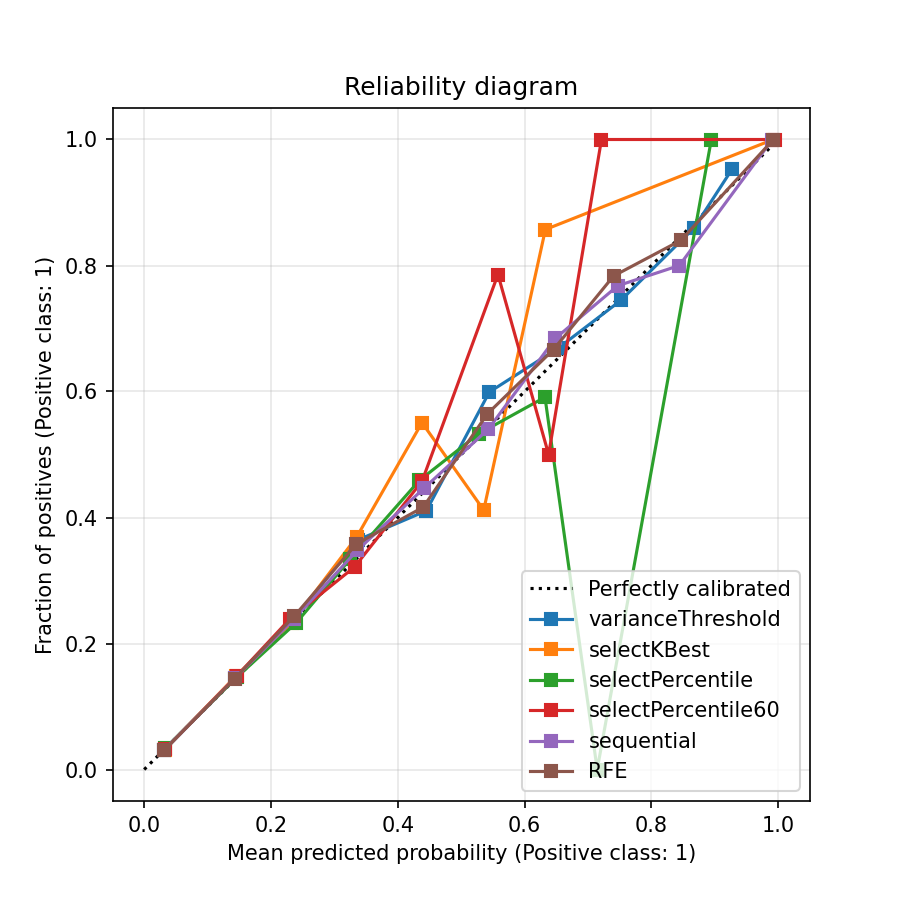 Reliability diagram
Fraction of positives (Positive class: 1)
1.0
0.8
0.6
0.4
0.2
0.0
0.0 0.2 0.4 0.6 0.8 1.0
Mean predicted probability (Positive class: 1)
Perfectly calibrated
varianceThreshold
selectKBest
selectPercentile
selectPercentile60
sequential
RFE